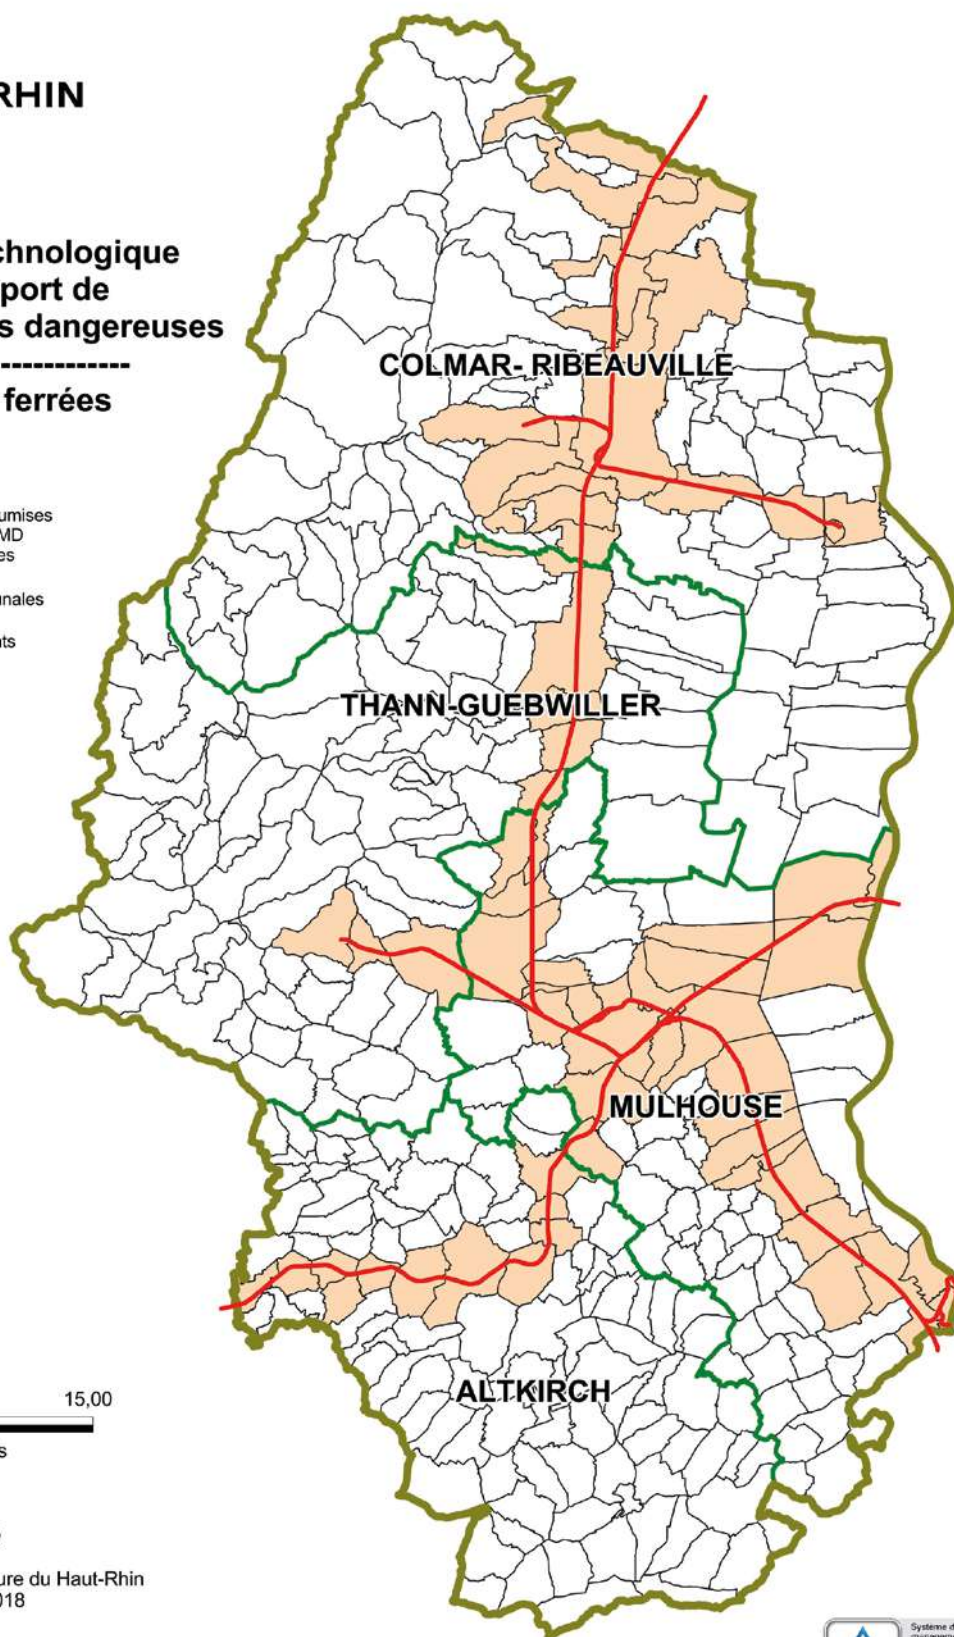 RHIN
chnologique
port de
s dangereuses
------------
ferrées
umises
MD
es
nales
ts
COLMAR- RIBEAUVILLE
THANN-GUEBWILLER
MULHOUSE
ALTKIRCH
15,00
s
ure du Haut-Rhin
018
Système d